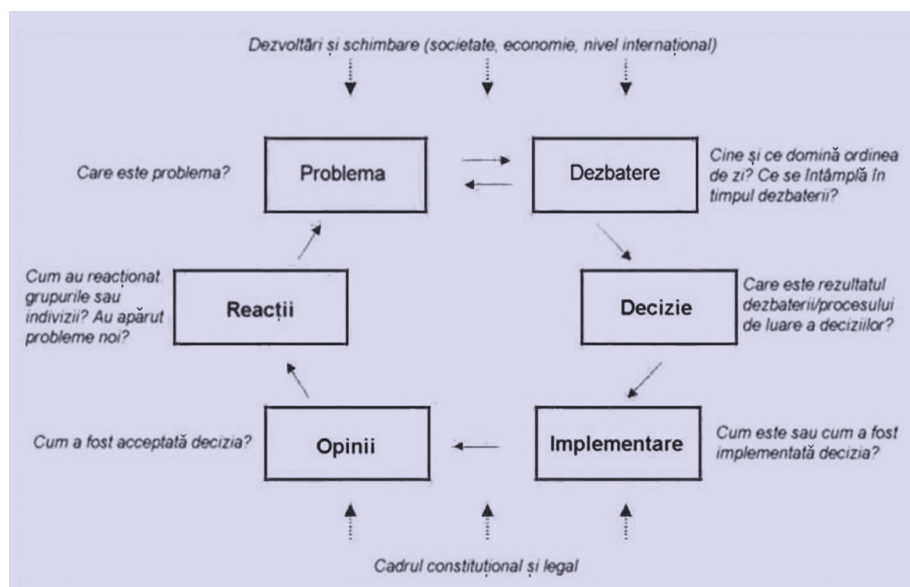 Dezvoltări și schimbare (societate, economie, nivel internațional)
Care este problema?
Problema
Dezbatere
Cine și ce domină ordinea
de zi? Ce se întâmplă în
timpul dezbaterii?
Cum au reacționat
grupurile sau
indivizii? Au apărut
probleme noi?
Reacții
Decizie
Care este rezultatul
dezbaterii/procesului
de luare a deciziilor?
Cum a fost acceptată decizia?
Opinii
Implementare
Cum este sau cum a fost
implementată decizia?
Cadrul constituțional și legal